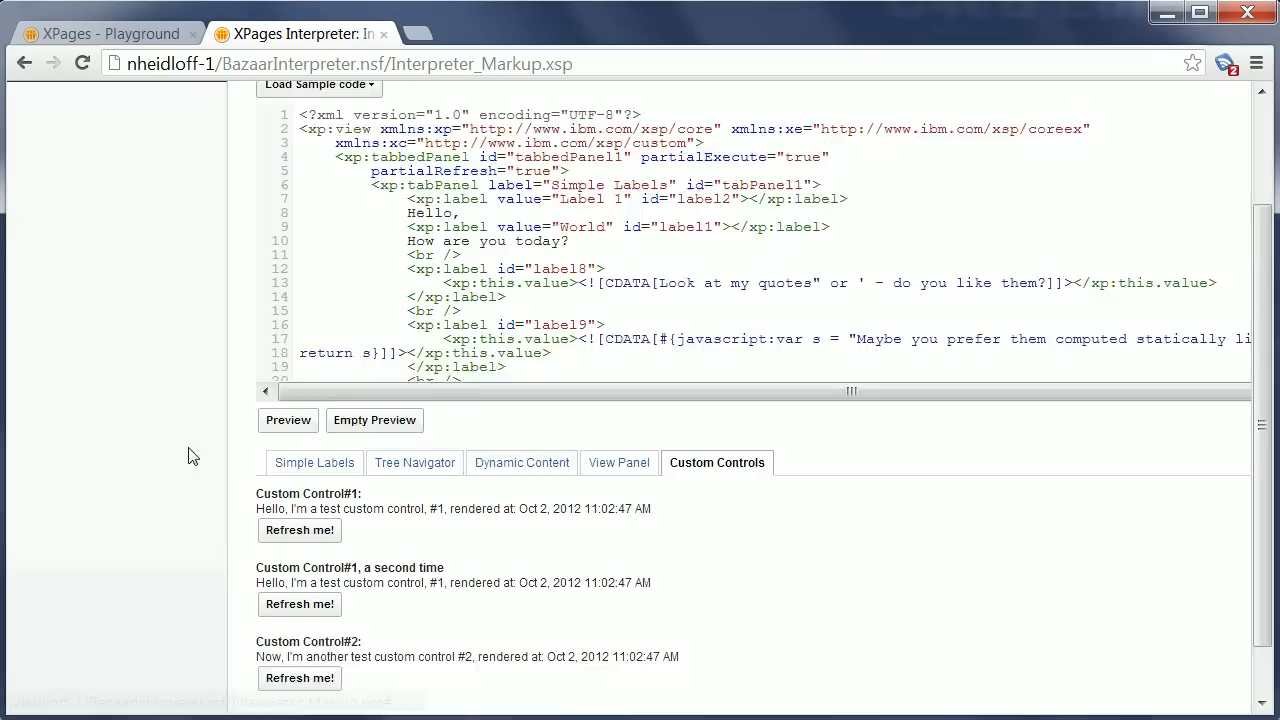 XPages - Playground ×
XPages Interpreter: In ×
nheidloff-1/BazaarInterpreter.nsf/Interpreter_Markup.xsp
2
Load Sample code
1 <?xml version="1.0" encoding="UTF-8"?>
2 <xp:view xmlns:xp="http://www.ibm.com/xsp/core" xmlns:xe="http://www.ibm.com/xsp/coreex"
3 xmlns:xc="http://www.ibm.com/xsp/custom">
4 <xp:tabbedPanel id="tabbedPanel1" partialExecute="true"
5 partialRefresh="true">
6 <xp:tabPanel label="Simple Labels" id="tabPanel1">
7 <xp:label value="Label 1" id="label2"></xp:label>
8 Hello,
9 <xp:label value="World" id="label1"></xp:label>
10 How are you today?
11 <br />
12 <xp:label id="label8">
13 <xp:this.value><![CDATA[Look at my quotes" or ' - do you like them?]]></xp:this.value>
14 </xp:label>
15 <br />
16 <xp:label id="label9">
17 <xp:this.value><![CDATA[#{javascript:var s = "Maybe you prefer them computed statically li
18 return s}]]></xp:this.value>
19 </xp:label>
20 <br />
Preview Empty Preview
Simple Labels Tree Navigator Dynamic Content View Panel Custom Controls
Custom Control#1:
Hello, I'm a test custom control, #1, rendered at: Oct 2, 2012 11:02:47 AM
Refresh me!
Custom Control#1, a second time
Hello, I'm a test custom control, #1, rendered at: Oct 2, 2012 11:02:47 AM
Refresh me!
Custom Control#2:
Now, I'm another test custom control #2, rendered at: Oct 2, 2012 11:02:47 AM
Refresh me!